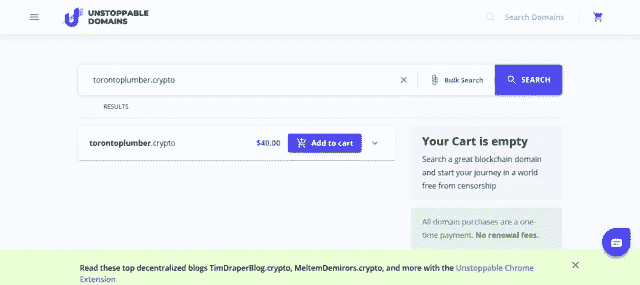 UNSTOPPABLE
DOMAINS
Search Domains
torontoplumber.crypto
Bulk Search
SEARCH
RESULTS
torontoplumber.crypto
$40.00
Add to cart
Your Cart is empty
Search a great blockchain domain
and start your journey in a world
free from censorship
All domain purchases are a one-
time payment. No renewal fees.
Read these top decentralized blogs TimDraperBlog.crypto, MeltemDemirors.crypto, and more with the Unstoppable Chrome
Extension